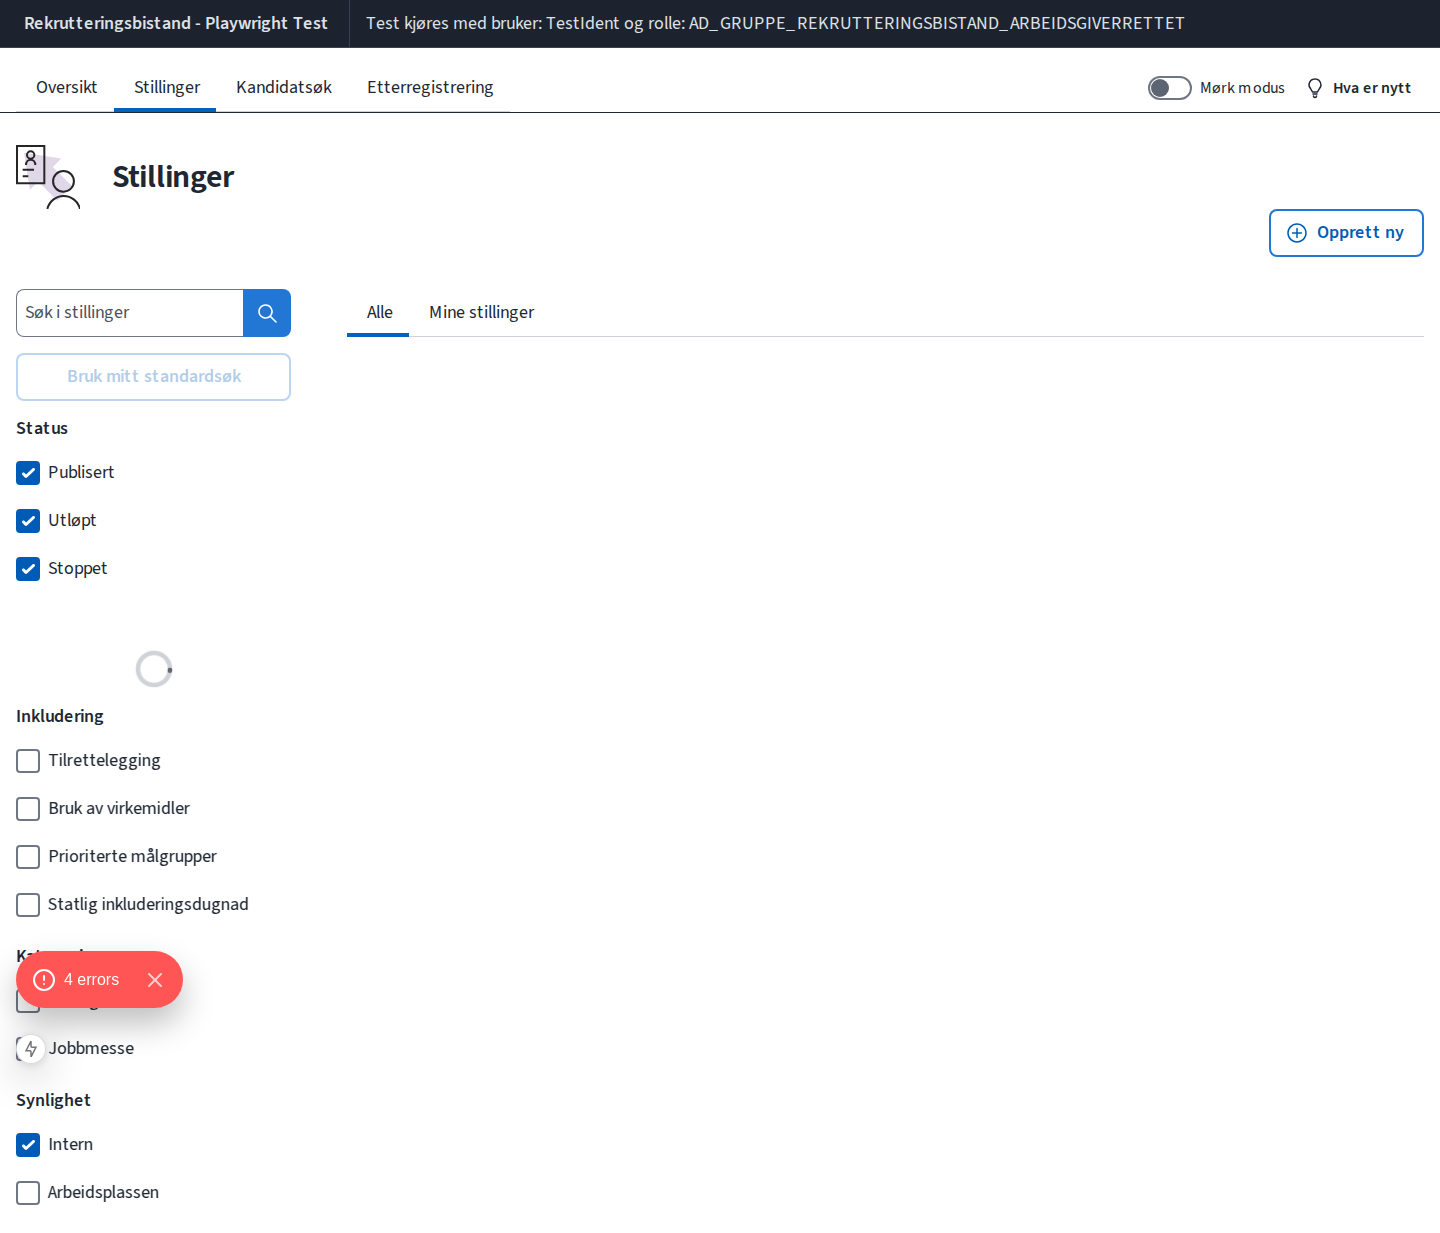 Rekrutteringsbistand - Playwright Test
Test kjøres med bruker: TestIdent og rolle: AD_GRUPPE_REKRUTTERINGSBISTAND_ARBEIDSGIVERRETTET
Oversikt
Stillinger
Kandidatsøk
Etterregistrering
Mørk modus
Hva er nytt
Stillinger
Opprett ny
Søk i stillinger
Alle
Mine stillinger
Bruk mitt standardsøk
Status
Publisert
Utløpt
Stoppet
Inkludering
Tilrettelegging
Bruk av virkemidler
Prioriterte målgrupper
Statlig inkluderingsdugnad
4 errors
Jobbmesse
Synlighet
Intern
Arbeidsplassen